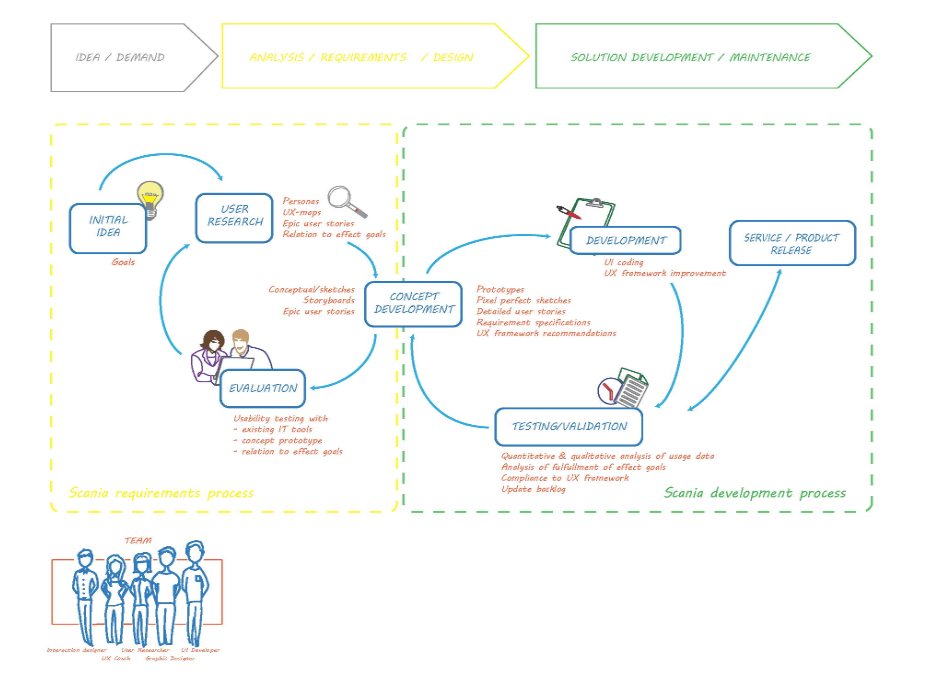 IDEA / DEMAND
ANALYSIS / REQUIREMENTS / DESIGN
SOLUTION DEVELOPMENT / MAINTENANCE
INITIAL
IDEA
Goals
USER
RESEARCH
Persones
UX-maps
Epic user stories
Relation to effect goals
Conceptual/sketches
Storyboards
Epic user stories
CONCEPT
DEVELOPMENT
Prototypes
Pixel perfect sketches
Detailed user stories
Requirement specifications
UX framework recommendations
DEVELOPMENT
UI coding
UX framework improvement
SERVICE / PRODUCT
RELEASE
EVALUATION
Usability testing with
- existing IT tools
- concept prototype
- relation to effect goals
TESTING/VALIDATION
Quantitative & qualitative analysis of usage data
Analysis of fulfullment of effect goals
Compliance to UX framework
Update backlog
Scania requirements process
Scania development process
TEAM
Interaction designer User Researcher UI Developer
UX Coach Graphic Designer